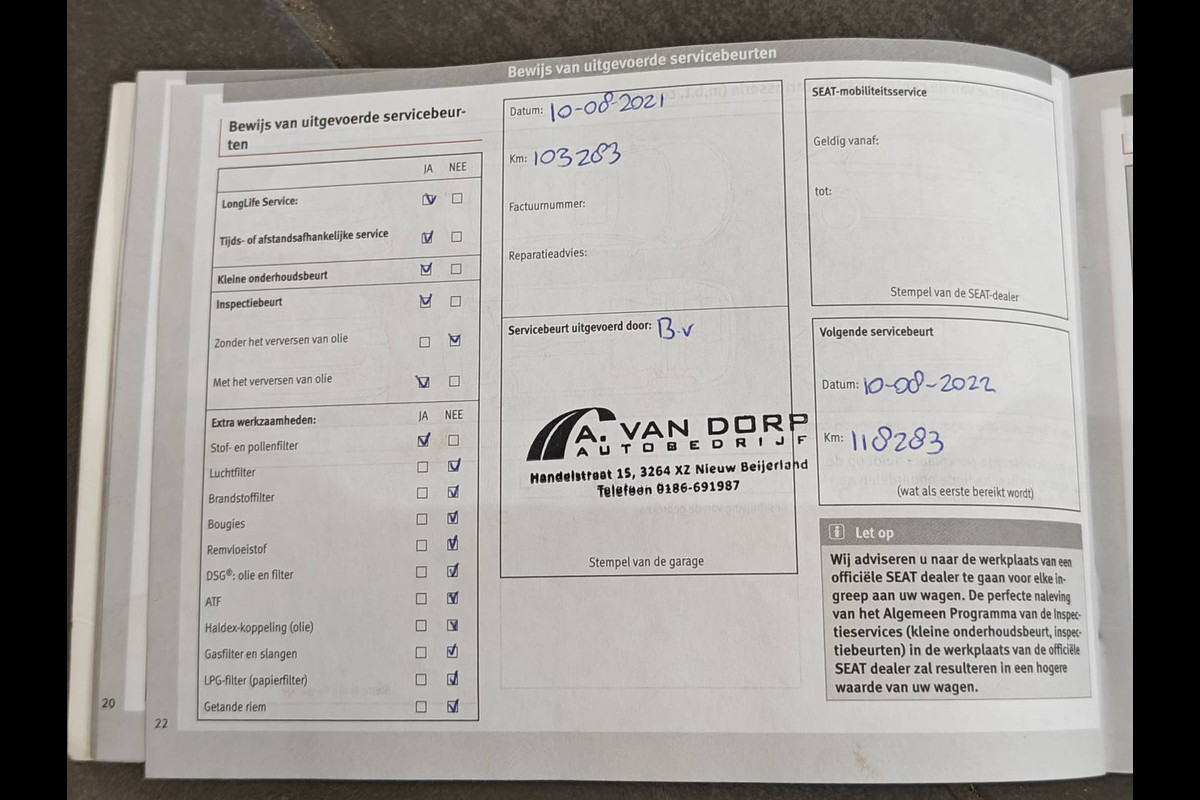 Bewijs van uitgevoerde servicebeurten
Bewijs van uitgevoerde servicebeur-
ten
JA NEE
LongLife Service:
Tijds- of afstandsafhankelijke service
Kleine onderhoudsbeurt
Inspectiebeurt
Zonder het verversen van olie
Met het verversen van olie
Extra werkzaamheden: JA NEE
Stof- en pollenfilter
Luchtfilter
Brandstoffilter
Bougies
Remvloeistof
DSG®: olie en filter
ATF
Haldex-koppeling (olie)
Gasfilter en slangen
LPG-filter (papierfilter)
Getande riem
20
22
Datum: 10-08-2021
Km: 103283
Factuurnummer:
Reparatieadvies:
Servicebeurt uitgevoerd door: B.v
A. VAN DORP
AUTOBEDRIJF
Handelstraat 15, 3264 XZ Nieuw Beijerland
Telefoon 0186-691987
Stempel van de garage
SEAT-mobiliteitsservice
Geldig vanaf:
tot:
Stempel van de SEAT-dealer
Volgende servicebeurt
Datum: 10-08-2022
Km: 118283
(wat als eerste bereikt wordt)
i Let op
Wij adviseren u naar de werkplaats van een
officiële SEAT dealer te gaan voor elke in-
greep aan uw wagen. De perfecte naleving
van het Algemeen Programma van de Inspec-
tieservices (kleine onderhoudsbeurt, inspec-
tiebeurten) in de werkplaats van de officiële
SEAT dealer zal resulteren in een hogere
waarde van uw wagen.